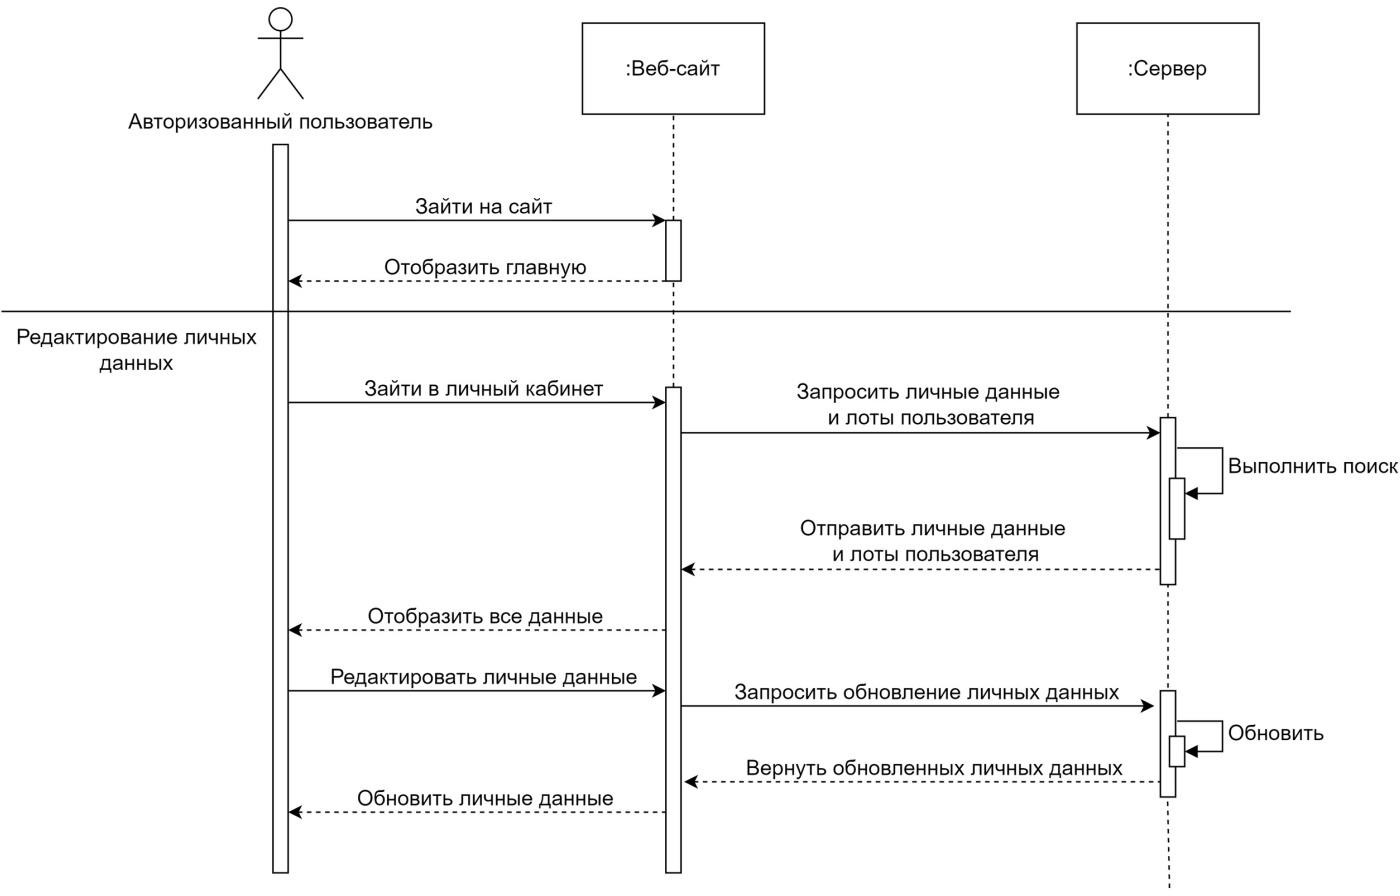 :Веб-сайт
:Сервер
Авторизованный пользователь
Зайти на сайт
Отобразить главную
Редактирование личных
данных
Зайти в личный кабинет
Запросить личные данные
и лоты пользователя
Выполнить поиск
Отправить личные данные
и лоты пользователя
Отобразить все данные
Редактировать личные данные
Запросить обновление личных данных
Обновить
Вернуть обновленных личных данных
Обновить личные данные